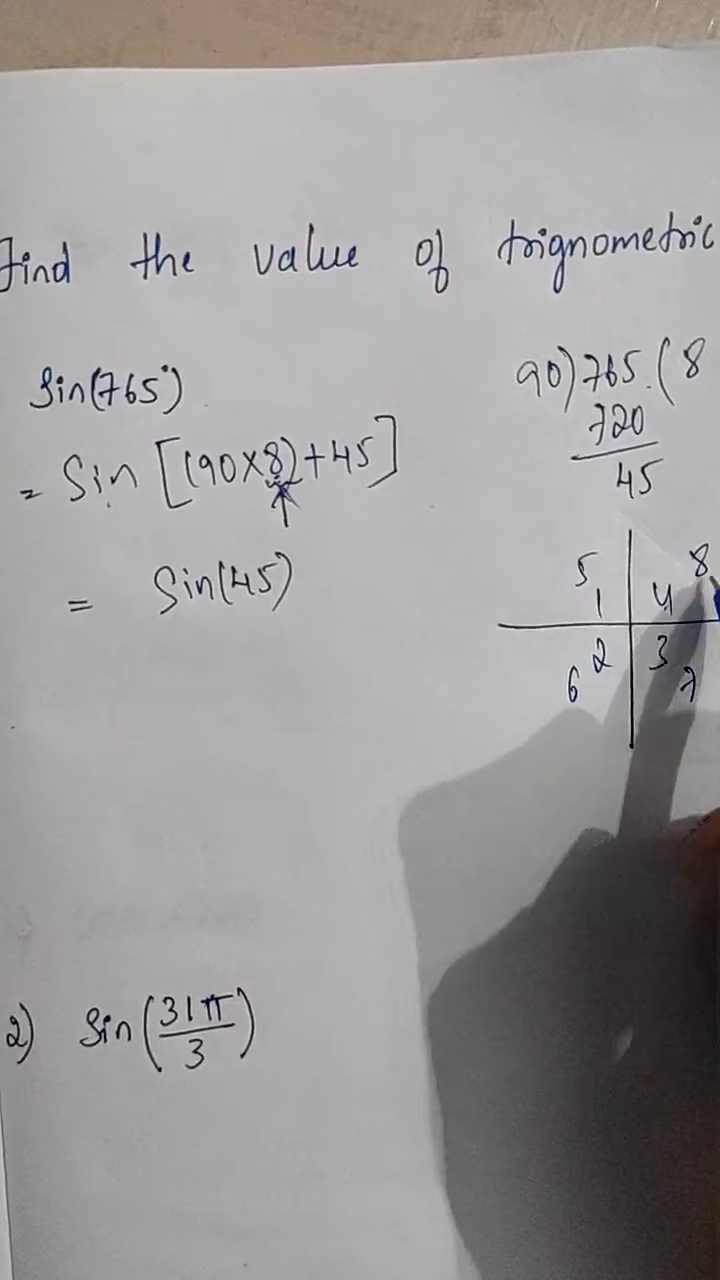 Find the value of trignometric
Sin(765°)
90)765.(8
720
45
= Sin [(90×8)+45]
= Sin(45)
5 8
1 4
2 3
6 7
2) Sin(31π/3)